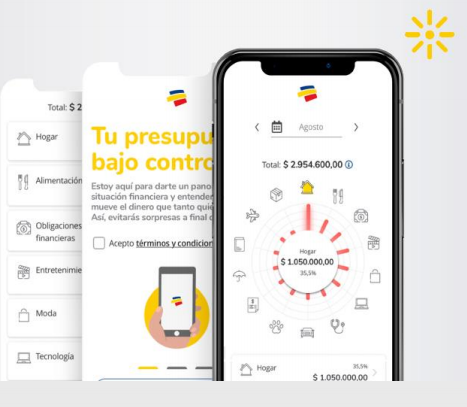 Total: $ 2
Hogar
Alimentación
Obligaciones
financieras
Entretenimie
Moda
Tecnología
Tu presupu
bajo contro
Estoy aquí para darte un pano
situación financiera y entender
mueve el dinero que tanto quie
Así, evitarás sorpresas a final d
Acepto términos y condicion
Agosto
Total: $ 2.954.600,00
Hogar
$ 1.050.000,00
35,5%
Hogar
35,5%
$ 1.050.000,00